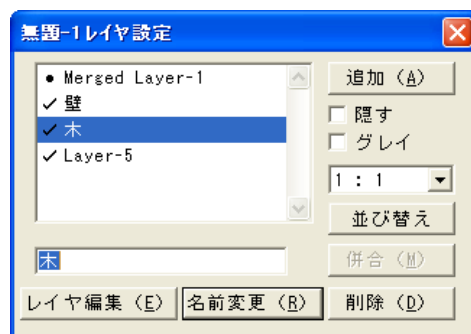 無題-1レイヤ設定
● Merged Layer-1
✓ 壁
✓ 木
✓ Layer-5
追加 (A)
隠す
グレイ
1 : 1
並び替え
木
併合 (M)
レイヤ編集 (E)
名前変更 (R)
削除 (D)